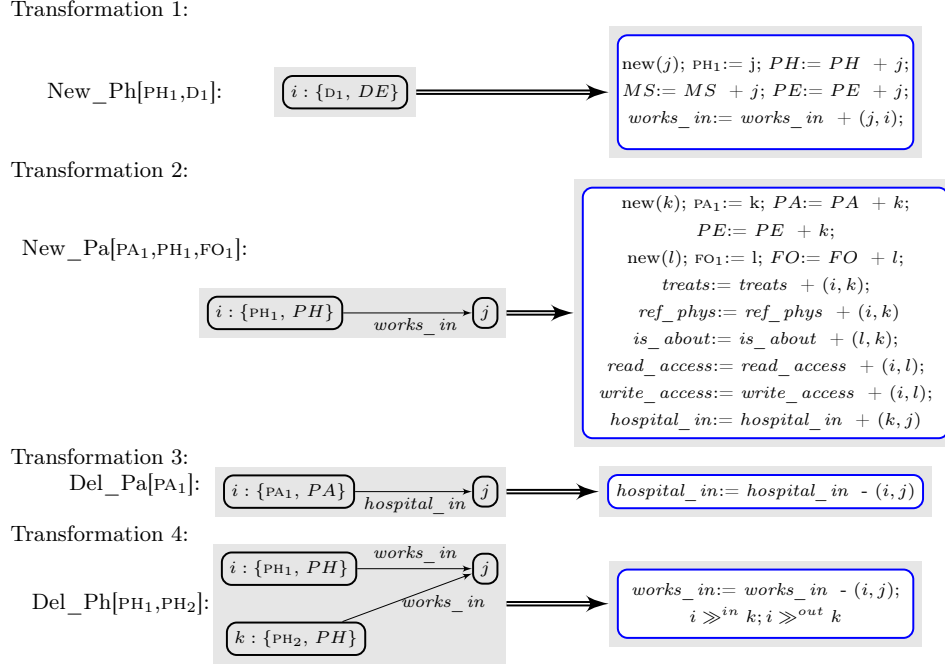 Transformation 1:
New_Ph[PH₁,D₁]:
i : {D₁, DE}
new(j); PH₁:= j; PH:= PH + j;
MS:= MS + j; PE:= PE + j;
works_in:= works_in + (j, i);
Transformation 2:
New_Pa[PA₁,PH₁,FO₁]:
i : {PH₁, PH}
works_in
j
new(k); PA₁:= k; PA:= PA + k;
PE:= PE + k;
new(l); FO₁:= l; FO:= FO + l;
treats:= treats + (i, k);
ref_phys:= ref_phys + (i, k)
is_about:= is_about + (l, k);
read_access:= read_access + (i, l);
write_access:= write_access + (i, l);
hospital_in:= hospital_in + (k, j)
Transformation 3:
Del_Pa[PA₁]:
i : {PA₁, PA}
hospital_in
j
hospital_in:= hospital_in - (i, j)
Transformation 4:
Del_Ph[PH₁,PH₂]:
i : {PH₁, PH}
works_in
j
works_in
k : {PH₂, PH}
works_in:= works_in - (i, j);
i ≫ⁱⁿ k; i ≫ᵒᵘᵗ k